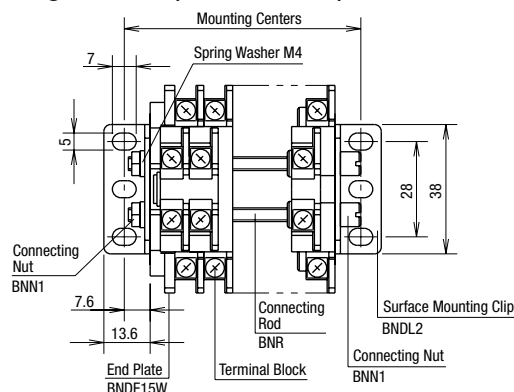 Mounting Centers
7
Spring Washer M4
5
28
38
Connecting
Nut
BNN1
7.6
13.6
Connecting
Rod
BNR
Surface Mounting Clip
BNDL2
Connecting Nut
BNN1
End Plate
BNDE15W
Terminal Block